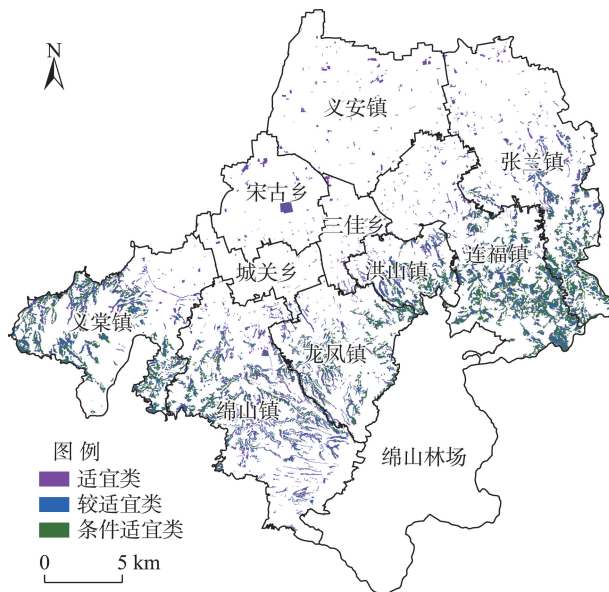 N
义安镇
张兰镇
宋古乡
三佳乡
连福镇
城关乡
洪山镇
义棠镇
龙凤镇
绵山镇
绵山林场
图 例
适宜类
较适宜类
条件适宜类
0 5 km